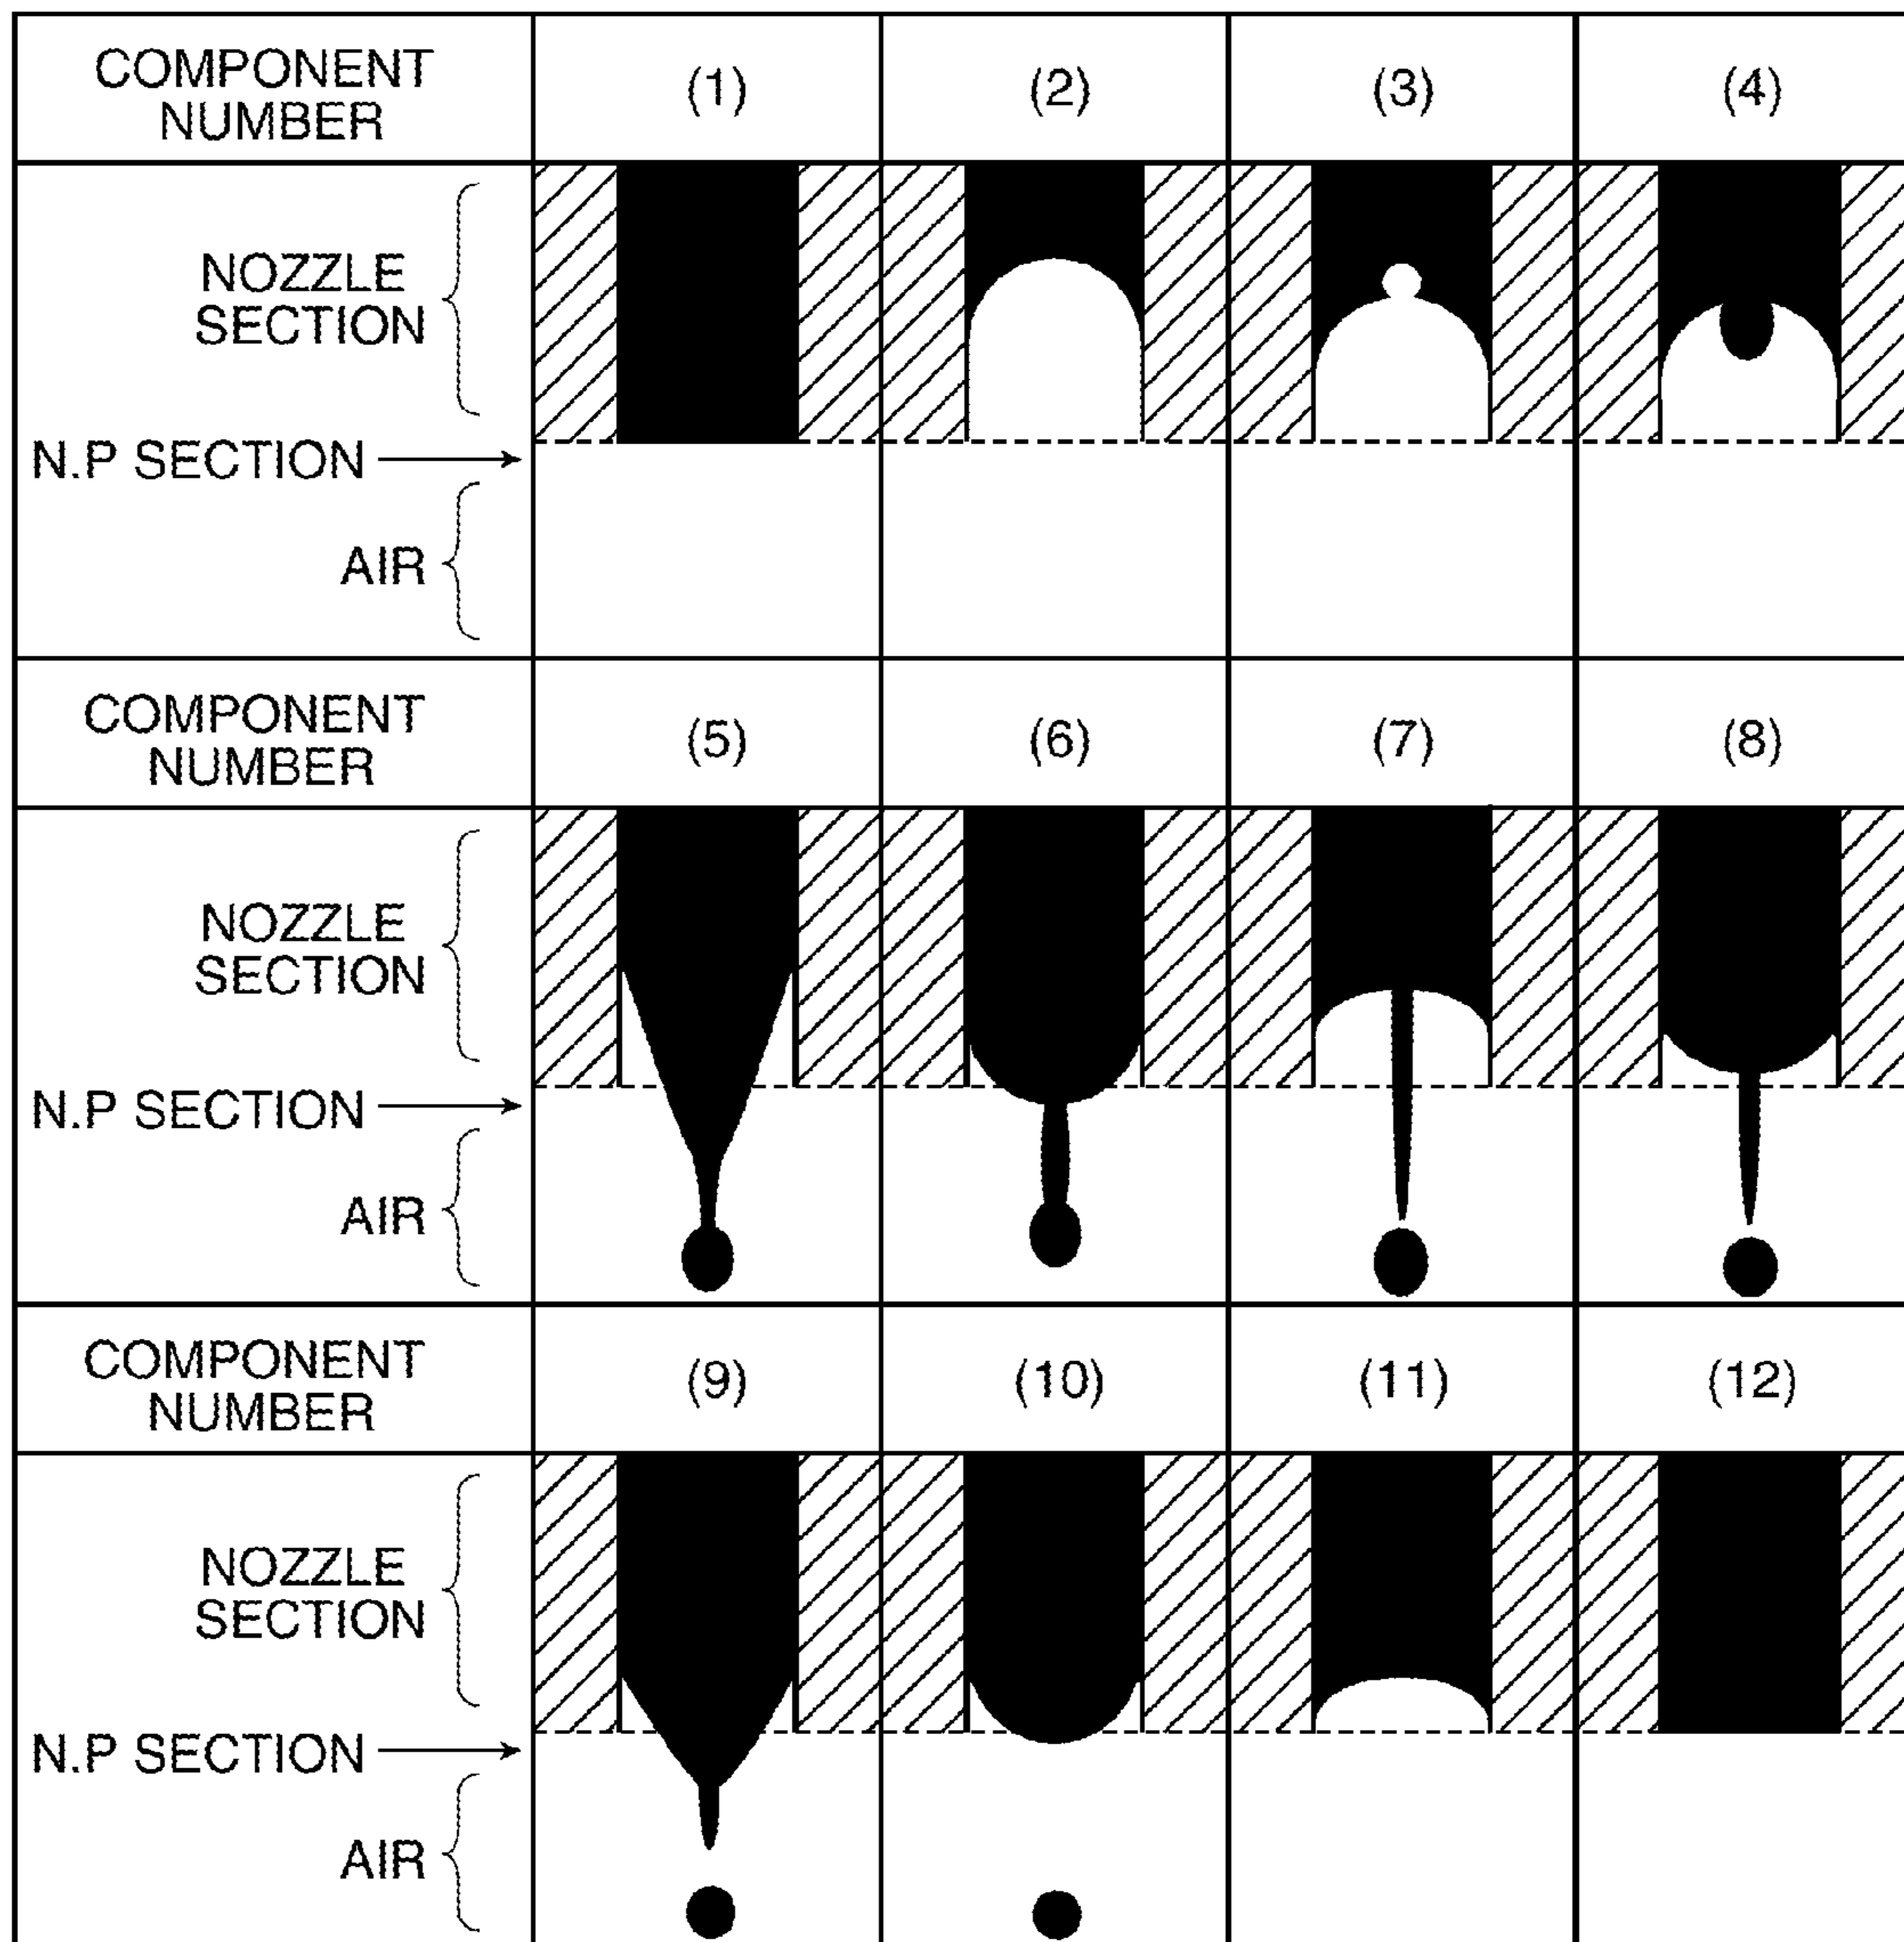 COMPONENT
NUMBER
(1)
(2)
(3)
(4)
NOZZLE
SECTION
N.P SECTION
AIR
COMPONENT
NUMBER
(5)
(6)
(7)
(8)
NOZZLE
SECTION
N.P SECTION
AIR
COMPONENT
NUMBER
(9)
(10)
(11)
(12)
NOZZLE
SECTION
N.P SECTION
AIR